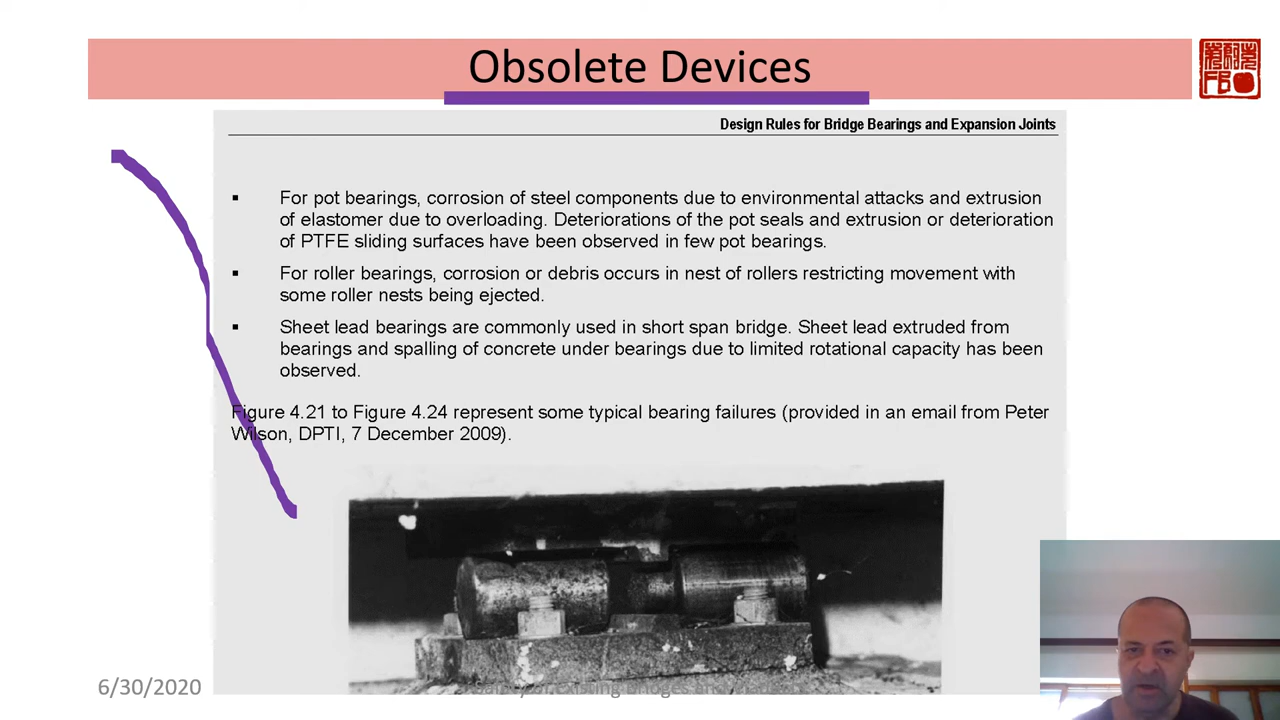 Obsolete Devices
Design Rules for Bridge Bearings and Expansion Joints
▪ For pot bearings, corrosion of steel components due to environmental attacks and extrusion
of elastomer due to overloading. Deteriorations of the pot seals and extrusion or deterioration
of PTFE sliding surfaces have been observed in few pot bearings.
▪ For roller bearings, corrosion or debris occurs in nest of rollers restricting movement with
some roller nests being ejected.
▪ Sheet lead bearings are commonly used in short span bridge. Sheet lead extruded from
bearings and spalling of concrete under bearings due to limited rotational capacity has been
observed.
Figure 4.21 to Figure 4.24 represent some typical bearing failures (provided in an email from Peter
Wilson, DPTI, 7 December 2009).
6/30/2020
of existing Bridges